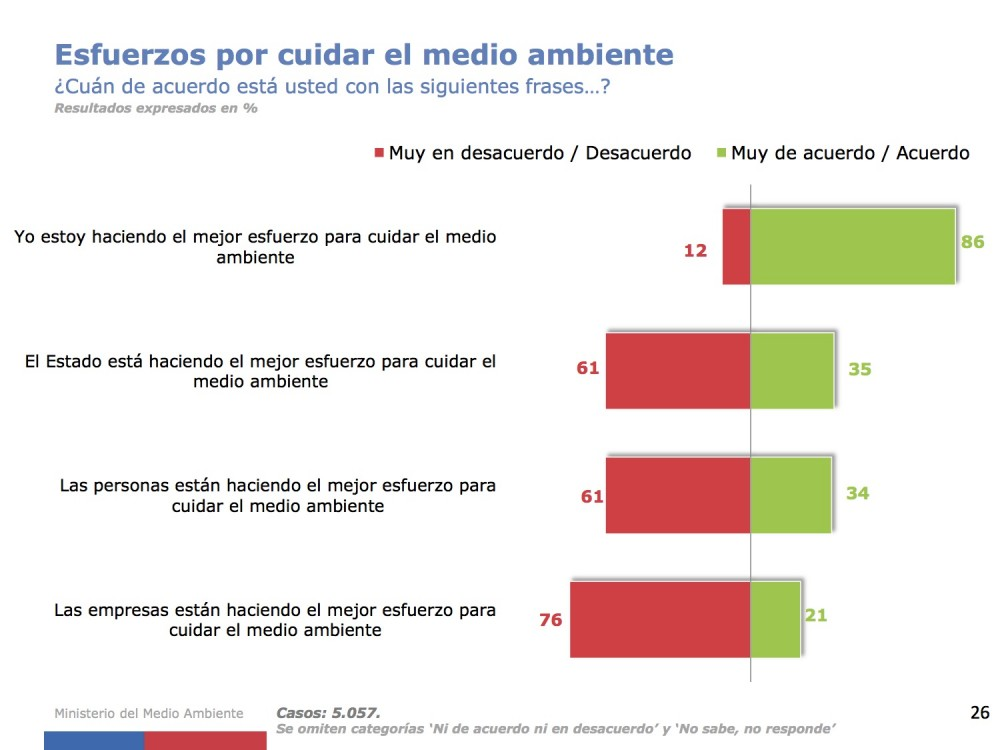 Esfuerzos por cuidar el medio ambiente
¿Cuán de acuerdo está usted con las siguientes frases…?
Resultados expresados en %
Muy en desacuerdo / Desacuerdo
Muy de acuerdo / Acuerdo
Yo estoy haciendo el mejor esfuerzo para cuidar el medio
ambiente
12
86
El Estado está haciendo el mejor esfuerzo para cuidar el
medio ambiente
61
35
Las personas están haciendo el mejor esfuerzo para
cuidar el medio ambiente
61
34
Las empresas están haciendo el mejor esfuerzo para
cuidar el medio ambiente
76
21
Ministerio del Medio Ambiente
Casos: 5.057.
Se omiten categorías ‘Ni de acuerdo ni en desacuerdo’ y ‘No sabe, no responde’
26